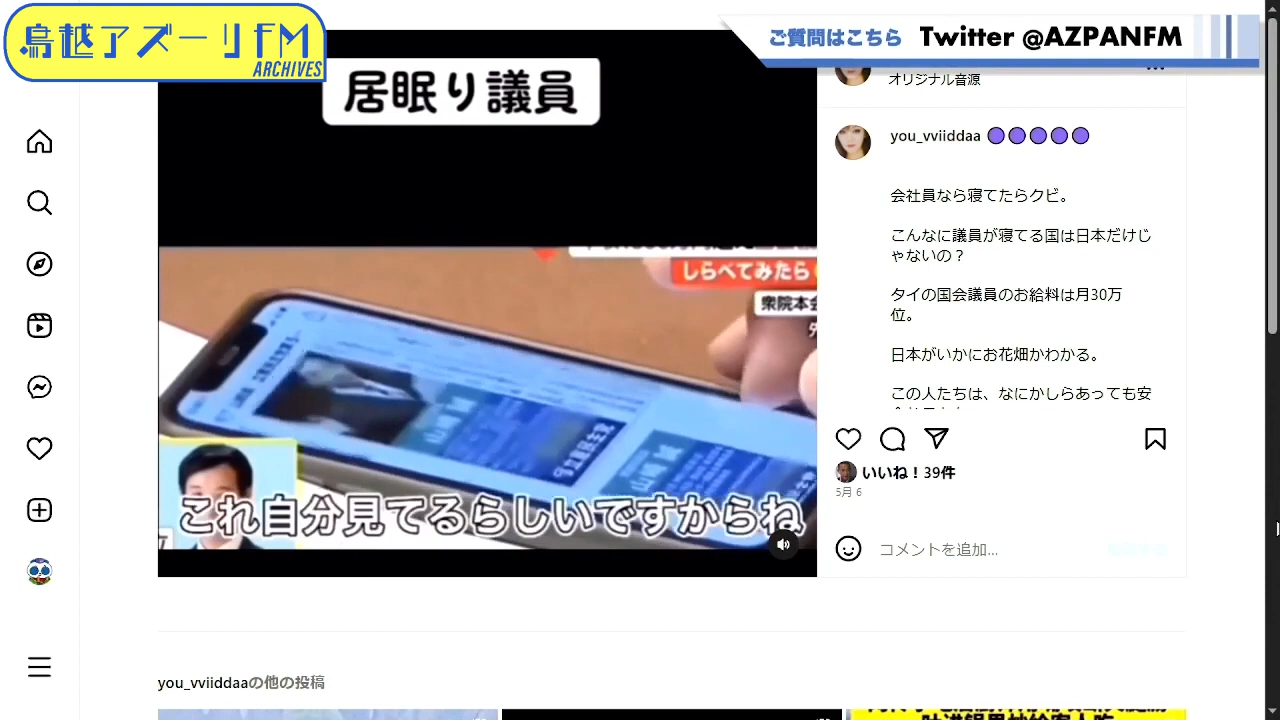 鳥越アズーリFM
ARCHIVES
ご質問はこちら Twitter @AZPANFM
居眠り議員
オリジナル音源
you_vviiddaa
会社員なら寝てたらクビ。
こんなに議員が寝てる国は日本だけじ
ゃないの？
タイの国会議員のお給料は月30万
位。
日本がいかにお花畑かわかる。
この人たちは、なにかしらあっても安
しらべてみたら
衆院本会
これ自分見てるらしいですからね
いいね！39件
5月 6
コメントを追加...
you_vviiddaaの他の投稿